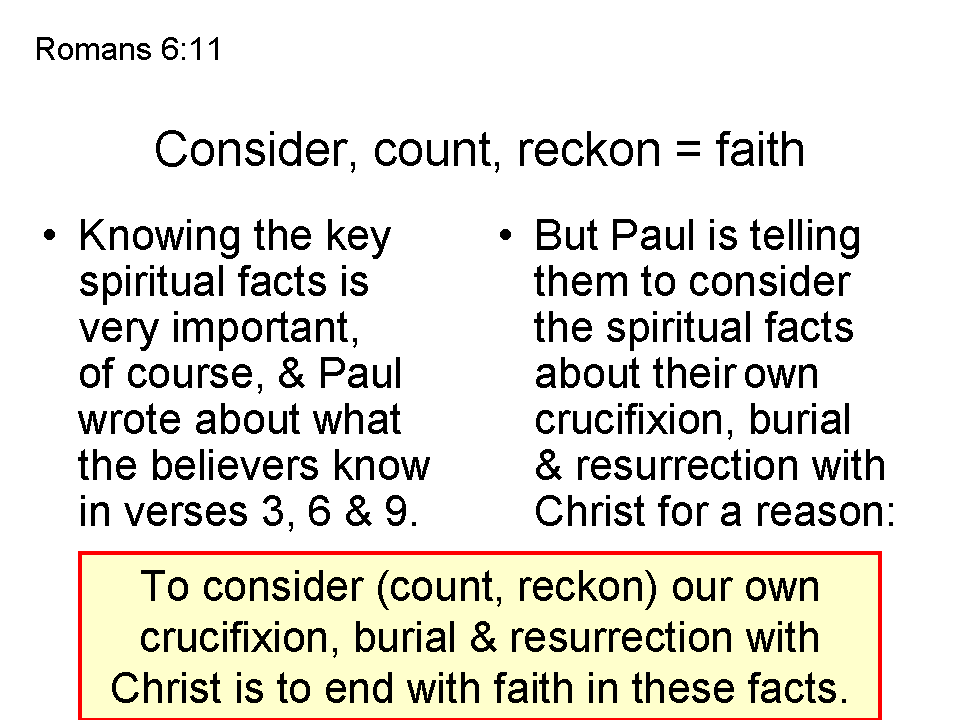 Romans 6:11
Consider, count, reckon = faith
• Knowing the key
spiritual facts is
very important,
of course, & Paul
wrote about what
the believers know
in verses 3, 6 & 9.
• But Paul is telling
them to consider
the spiritual facts
about their own
crucifixion, burial
& resurrection with
Christ for a reason:
To consider (count, reckon) our own
crucifixion, burial & resurrection with
Christ is to end with faith in these facts.